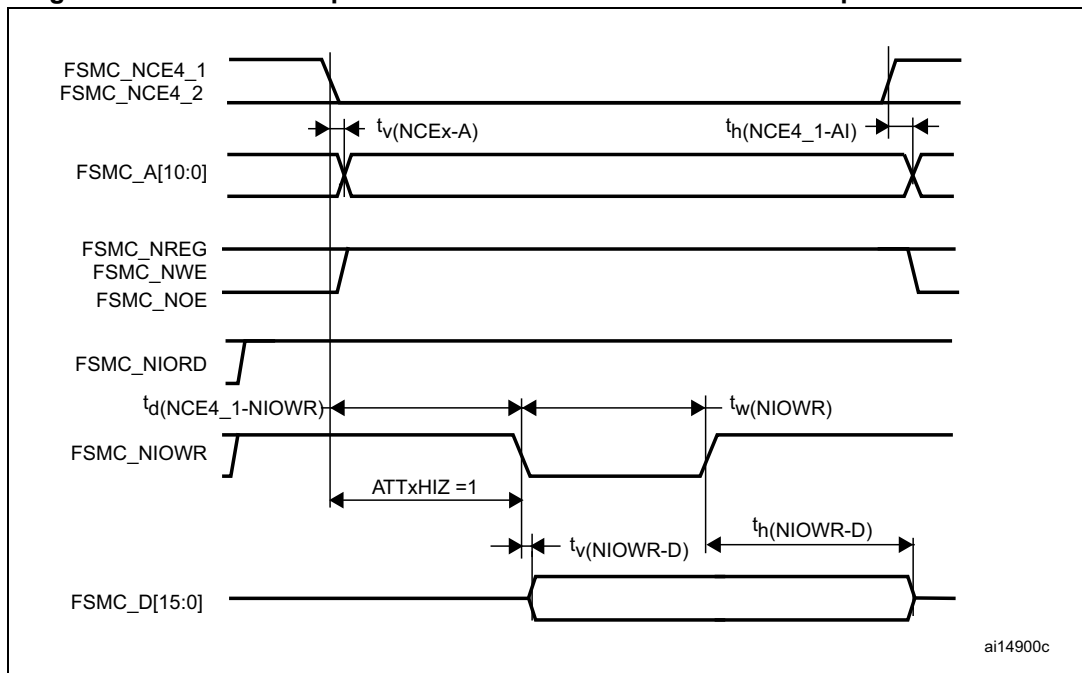 FSMC_NCE4_1
FSMC_NCE4_2
tv(NCEx-A)
th(NCE4_1-AI)
FSMC_A[10:0]
FSMC_NREG
FSMC_NWE
FSMC_NOE
FSMC_NIORD
td(NCE4_1-NIOWR)
tw(NIOWR)
FSMC_NIOWR
ATTxHIZ =1
th(NIOWR-D)
tv(NIOWR-D)
FSMC_D[15:0]
ai14900c